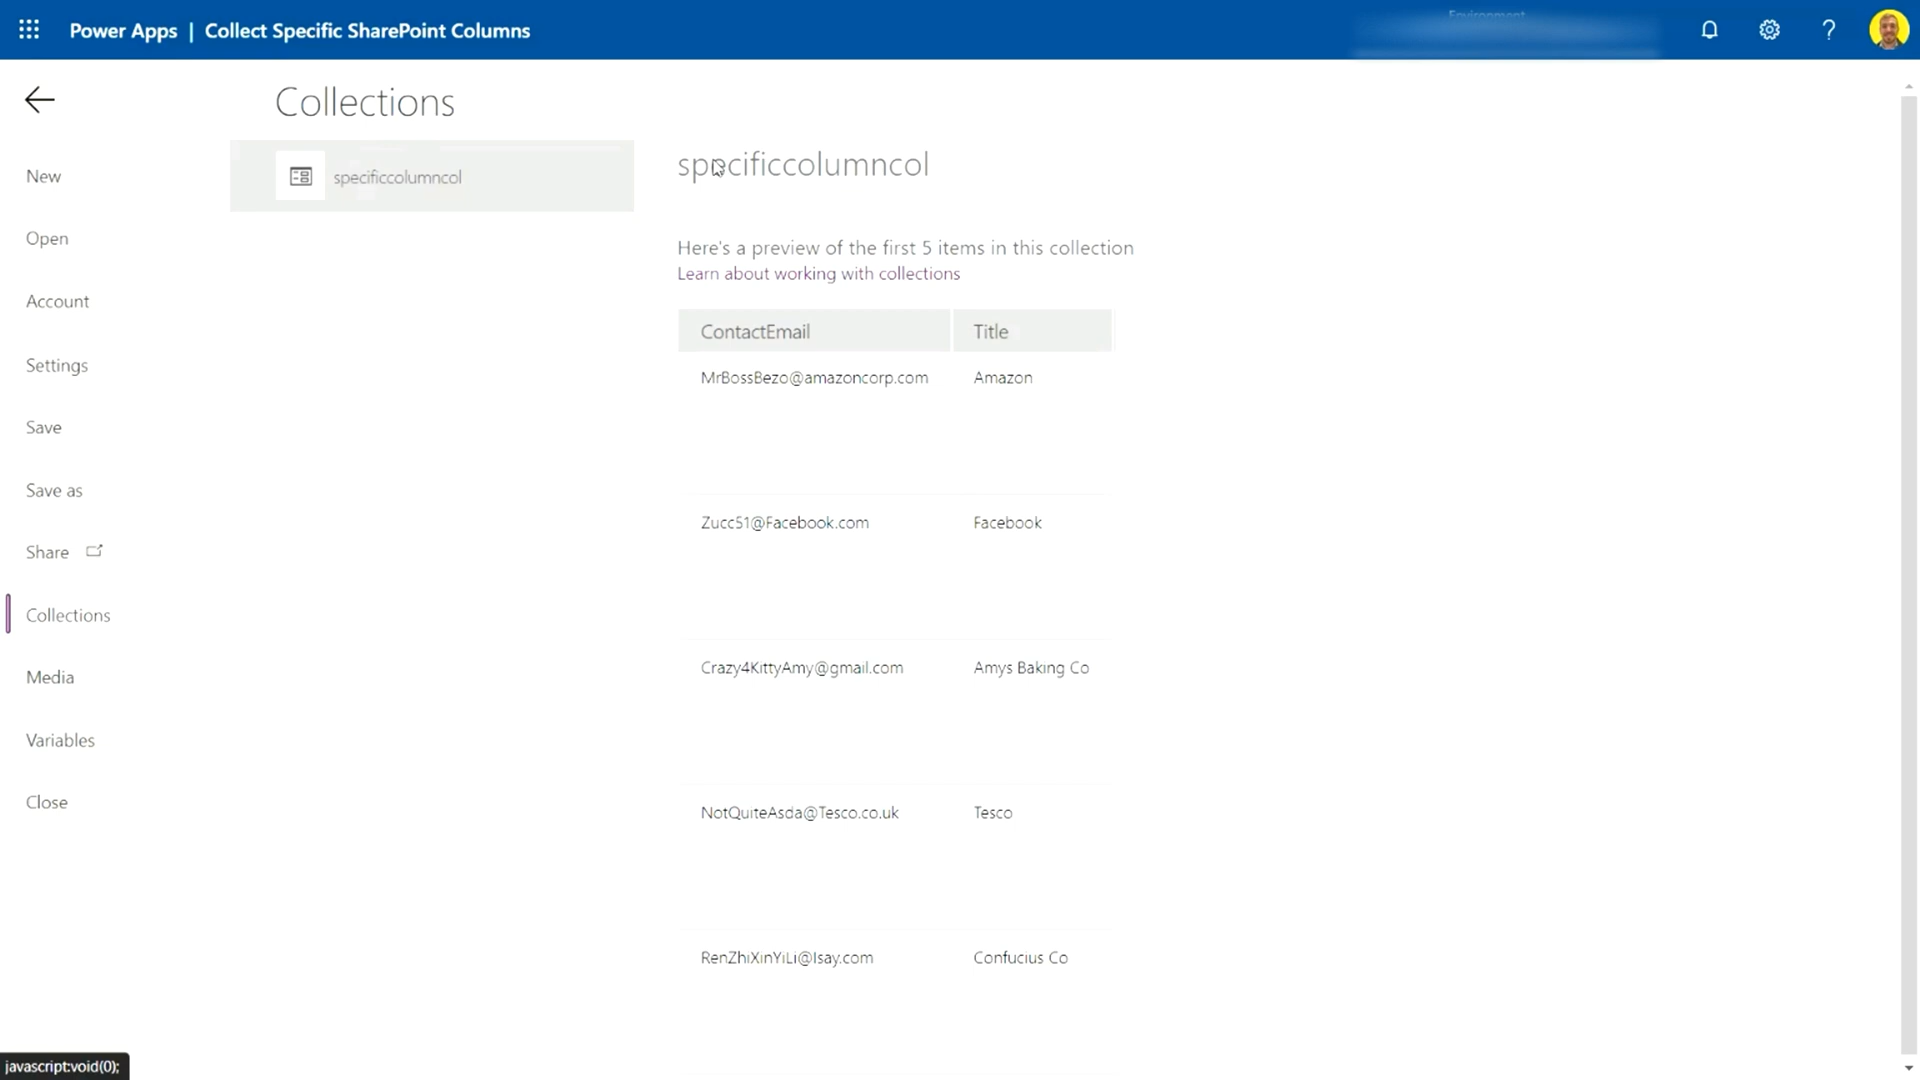 Power Apps | Collect Specific SharePoint Columns
Environment
?
Collections
New
Open
Account
Settings
Save
Save as
Share
Collections
Media
Variables
Close
specificcolumncol
specificcolumncol
Here's a preview of the first 5 items in this collection
Learn about working with collections
ContactEmail Title
MrBossBezo@amazoncorp.com Amazon
Zucc51@Facebook.com Facebook
Crazy4KittyAmy@gmail.com Amys Baking Co
NotQuiteAsda@Tesco.co.uk Tesco
RenZhiXinYiLi@Isay.com Confucius Co
javascript:void(0);